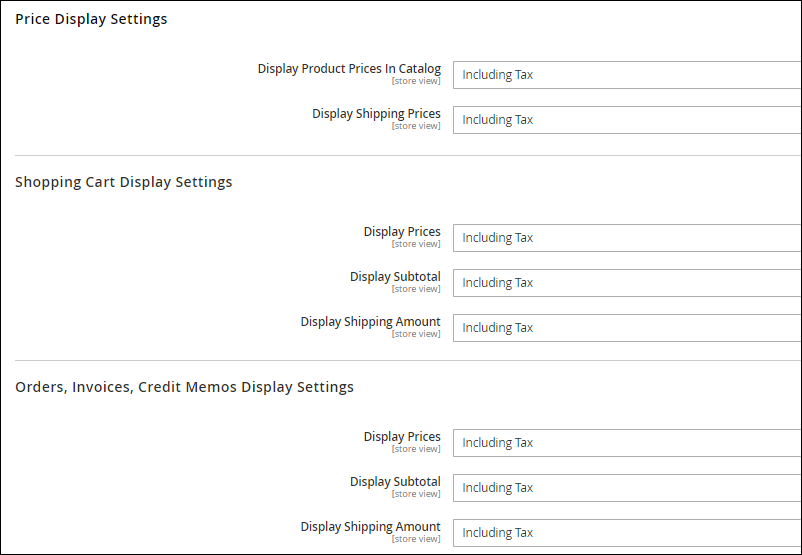 Price Display Settings
Display Product Prices In Catalog
[store view]
Including Tax
Display Shipping Prices
[store view]
Including Tax
Shopping Cart Display Settings
Display Prices
[store view]
Including Tax
Display Subtotal
[store view]
Including Tax
Display Shipping Amount
[store view]
Including Tax
Orders, Invoices, Credit Memos Display Settings
Display Prices
[store view]
Including Tax
Display Subtotal
[store view]
Including Tax
Display Shipping Amount
[store view]
Including Tax